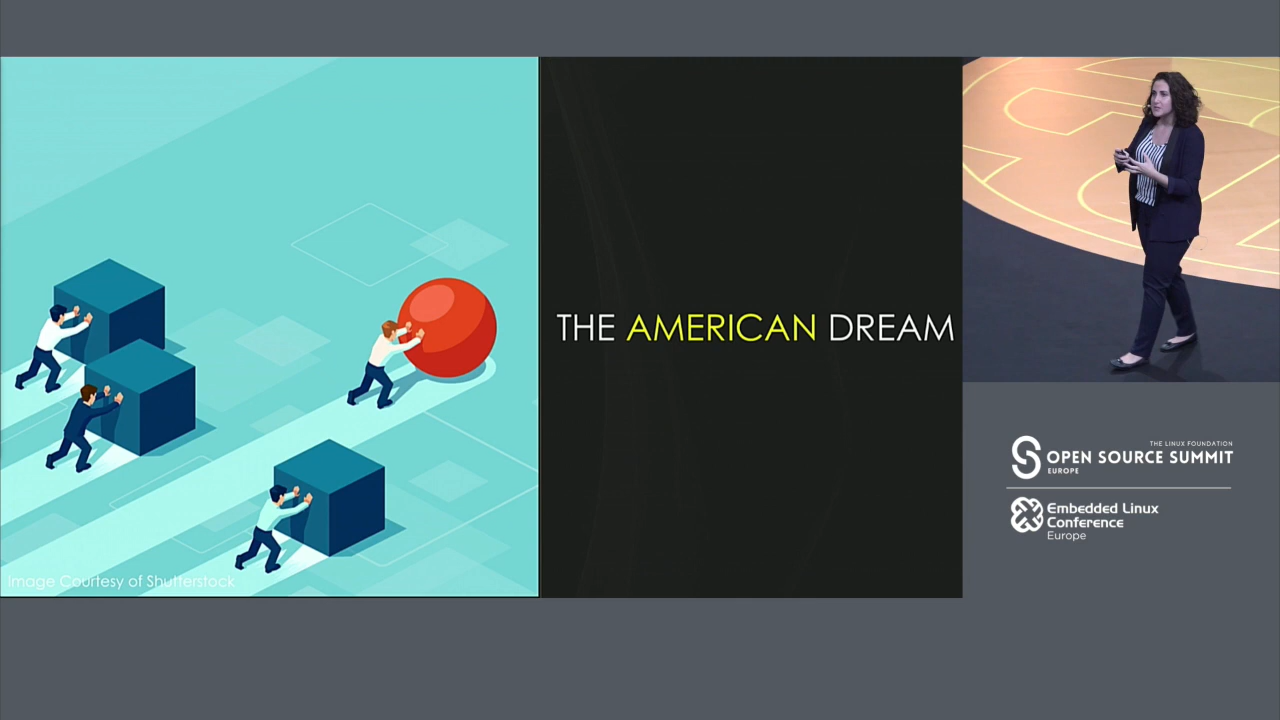 THE AMERICAN DREAM
Image Courtesy of Shutterstock
THE LINUX FOUNDATION
OPEN SOURCE SUMMIT
EUROPE
Embedded Linux
Conference
Europe